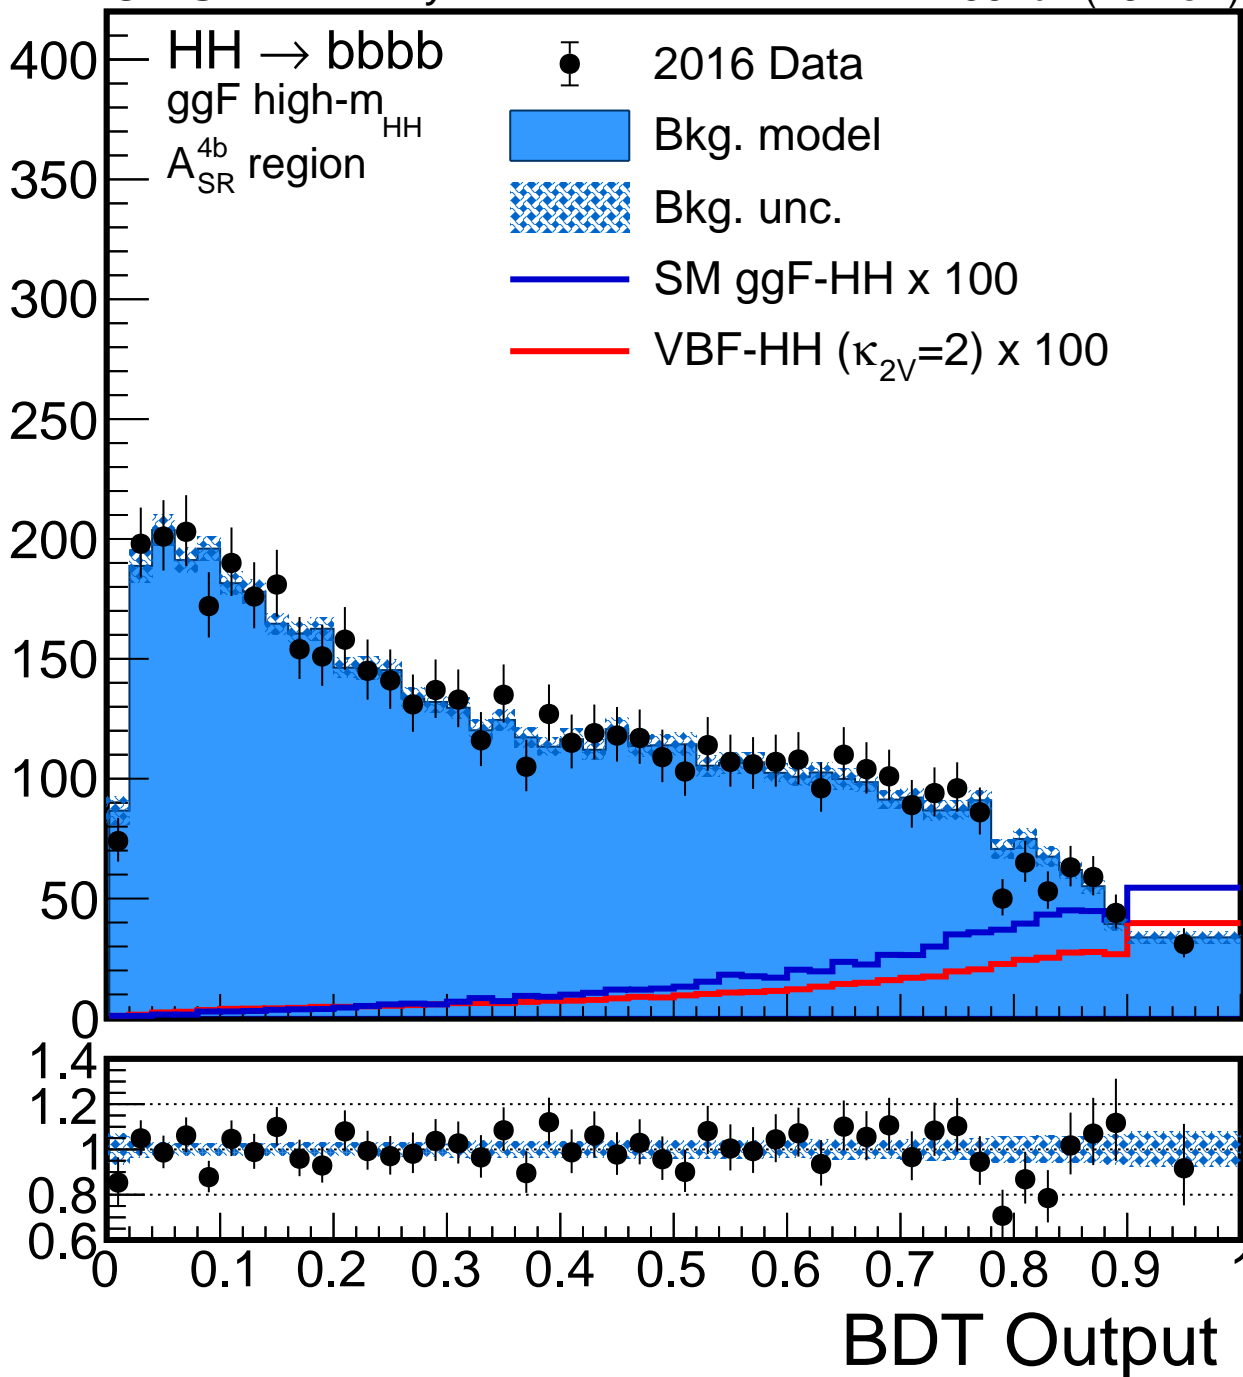 HH → bbbb
ggF high-m_HH
A^4b_SR region
2016 Data
Bkg. model
Bkg. unc.
SM ggF-HH x 100
VBF-HH (κ_2V=2) x 100
400
350
300
250
200
150
100
50
0
1.4
1.2
1
0.8
0.6
0 0.1 0.2 0.3 0.4 0.5 0.6 0.7 0.8 0.9 1
BDT Output